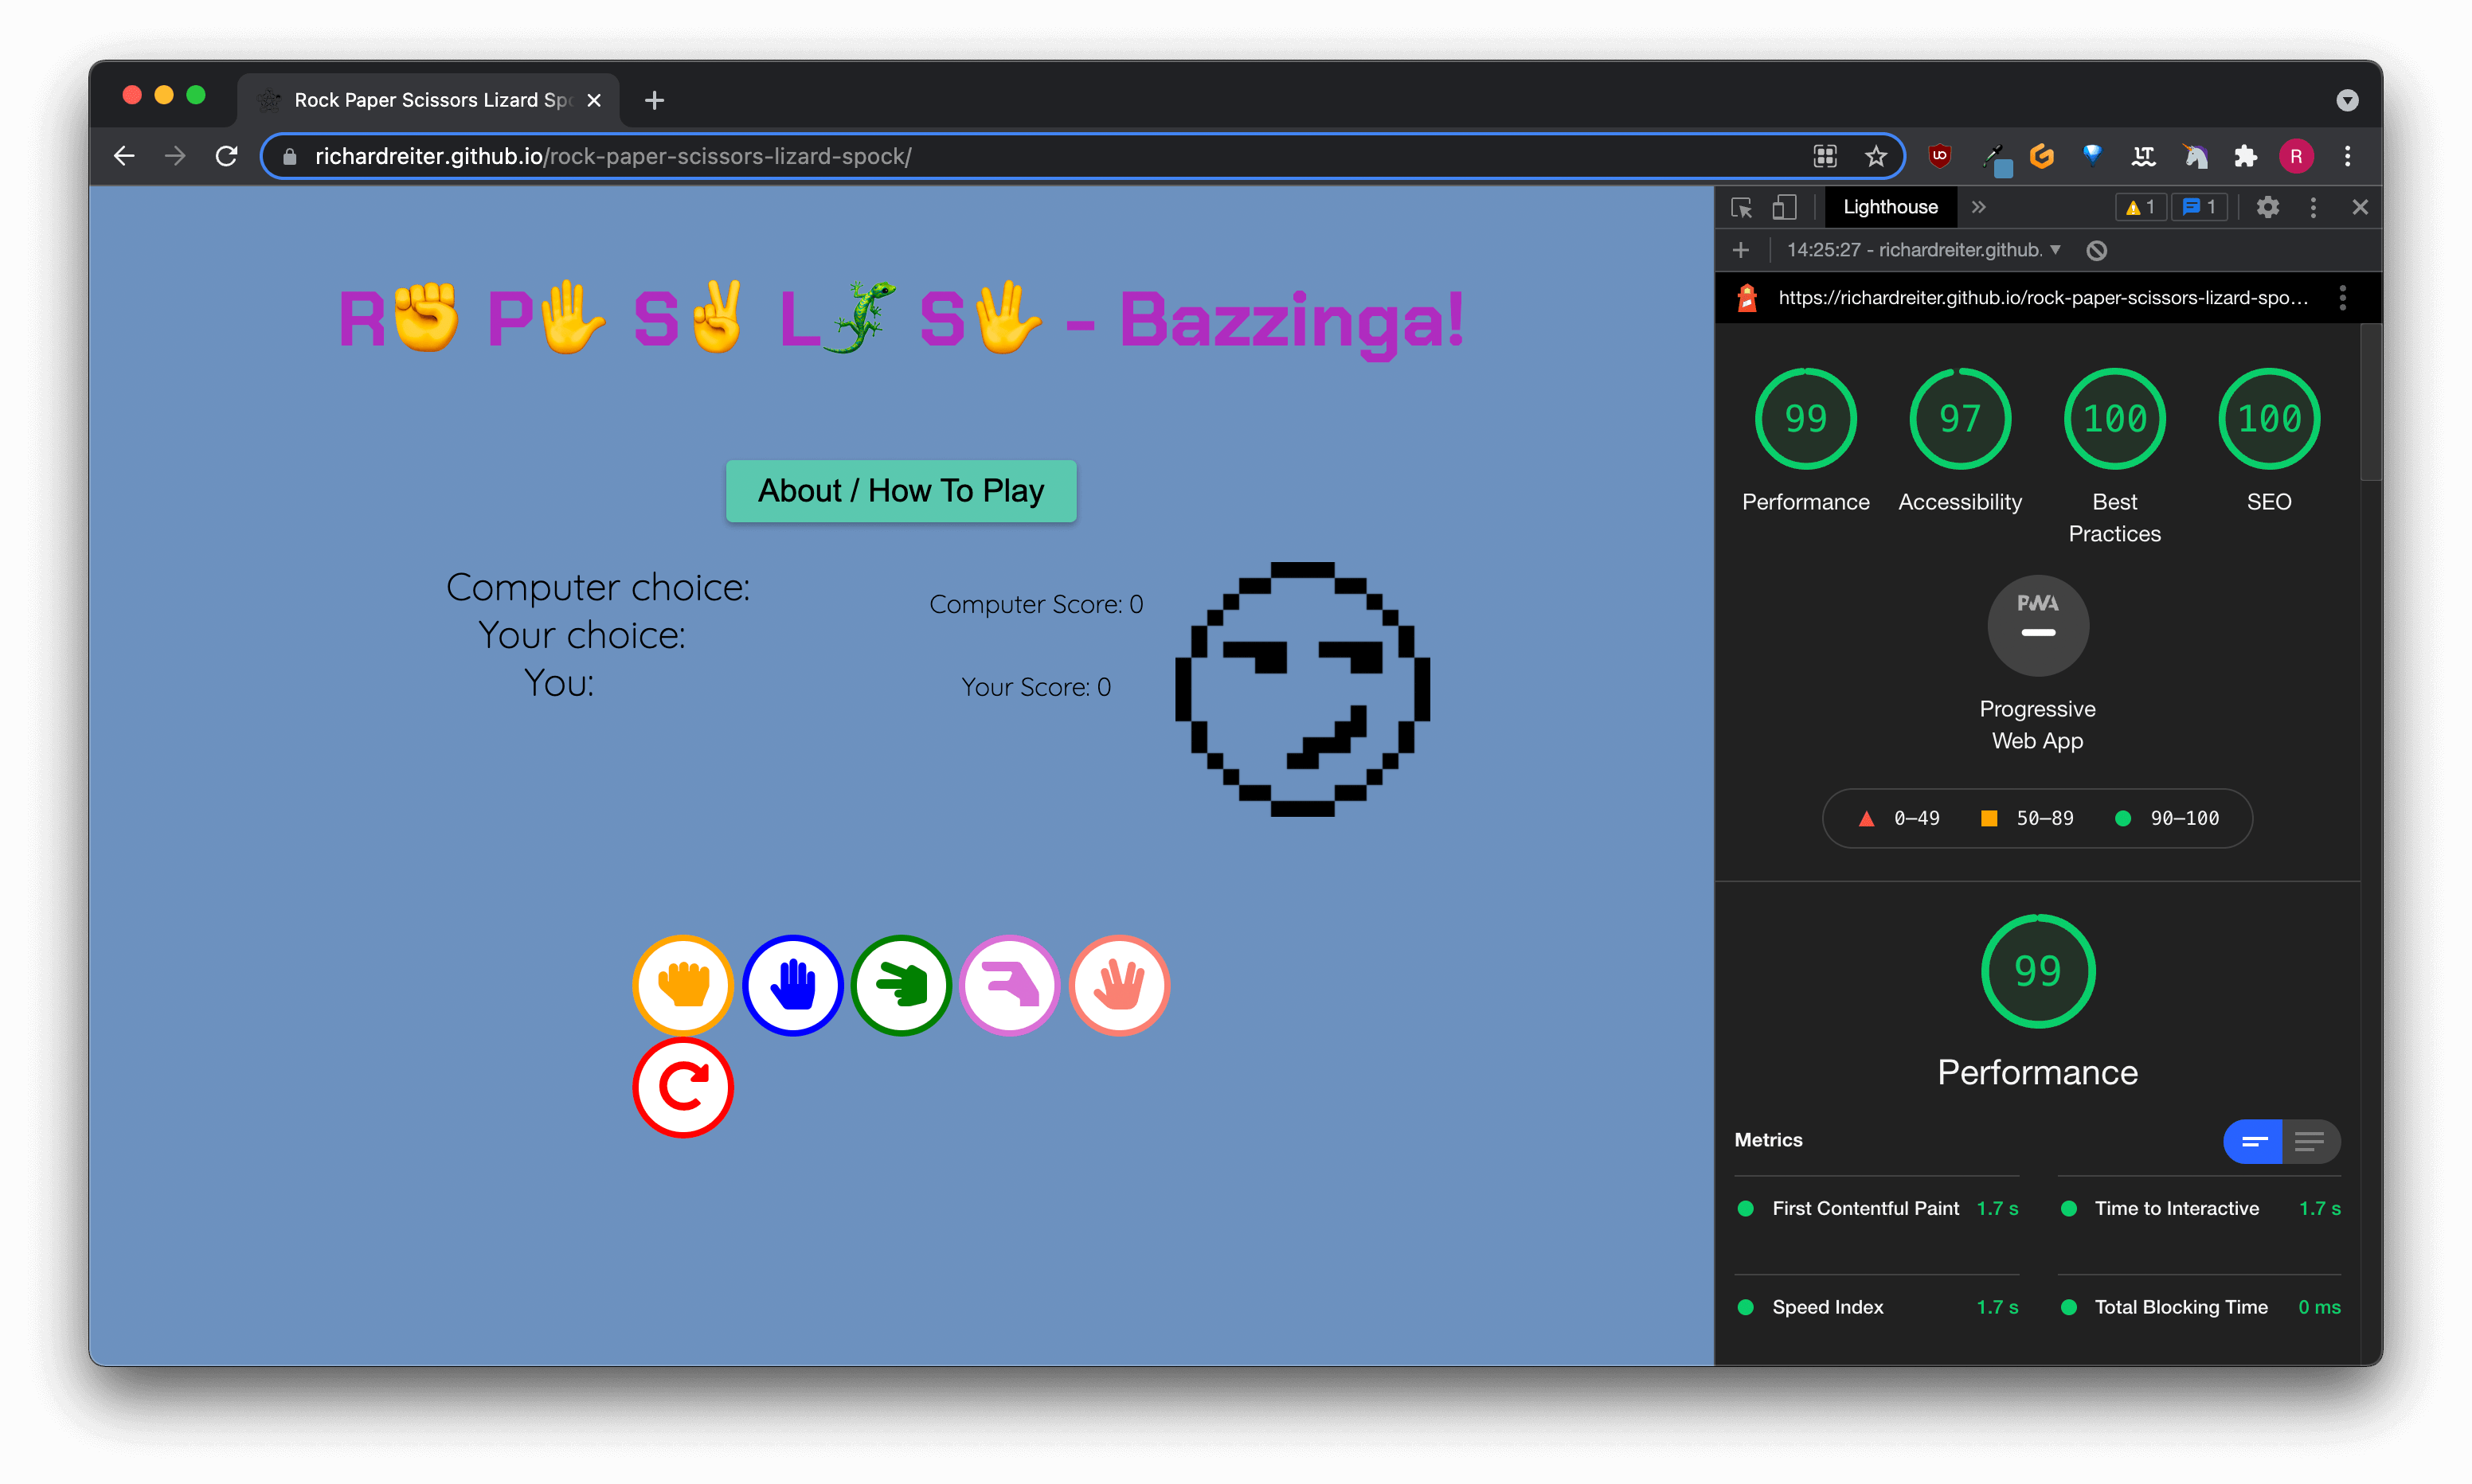 Rock Paper Scissors Lizard Spo
richardreiter.github.io/rock-paper-scissors-lizard-spock/
R
Lighthouse
1
1
14:25:27 - richardreiter.github.
https://richardreiter.github.io/rock-paper-scissors-lizard-spo...
R✊ P✋ S✌ L🦎 S🖖 - Bazzinga!
About / How To Play
Computer choice:
Your choice:
You:
Computer Score: 0
Your Score: 0
99
97
100
100
Performance
Accessibility
Best
Practices
SEO
PWA
Progressive
Web App
0–49
50–89
90–100
99
Performance
Metrics
First Contentful Paint 1.7 s
Time to Interactive 1.7 s
Speed Index 1.7 s
Total Blocking Time 0 ms